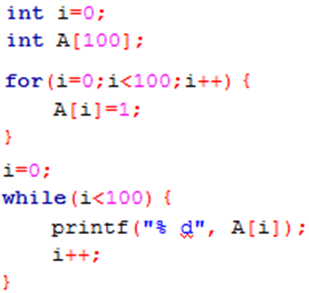 int i=0;
int A[100];
for(i=0;i<100;i++) {
A[i]=1;
}
i=0;
while(i<100) {
printf("% d", A[i]);
i++;
}